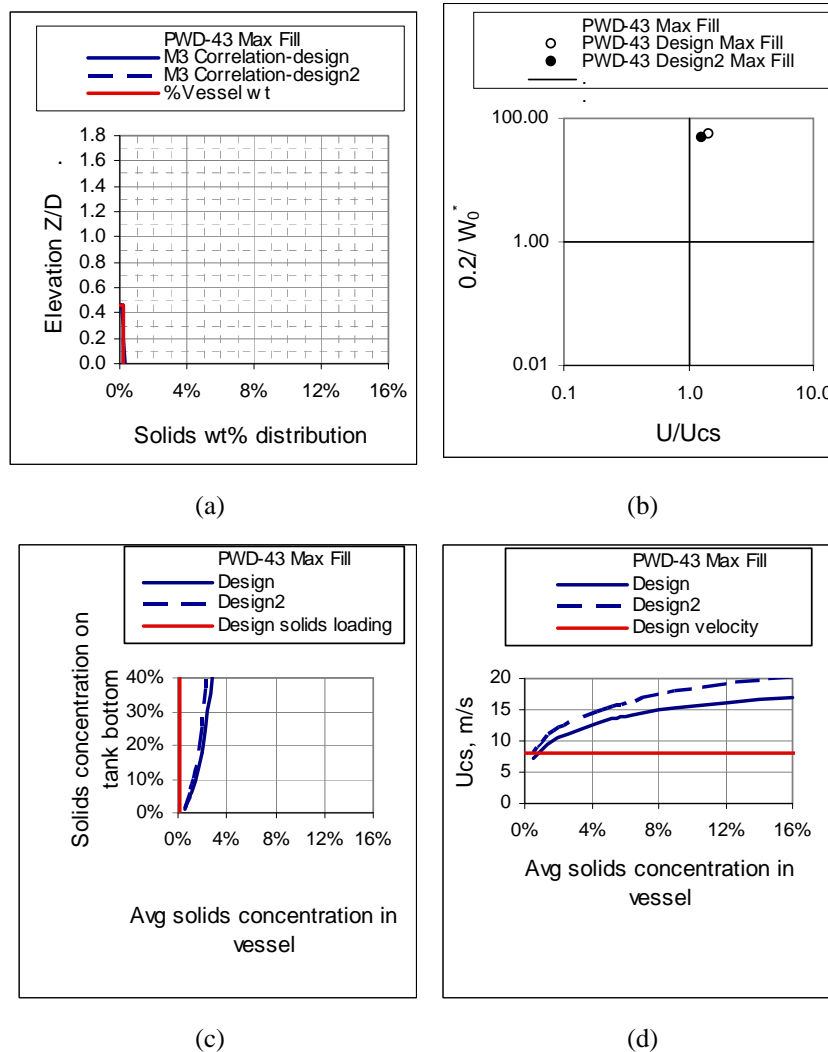 PWD-43 Max Fill
M3 Correlation-design
M3 Correlation-design2
%Vessel wt
Elevation Z/D
.
1.8
1.6
1.4
1.2
1.0
0.8
0.6
0.4
0.2
0.0
0% 4% 8% 12% 16%
Solids wt% distribution
(a)
PWD-43 Max Fill
PWD-43 Design Max Fill
PWD-43 Design2 Max Fill
.
.
0.2/ W0*
100.00
1.00
0.01
0.1 1.0 10.0
U/Ucs
(b)
PWD-43 Max Fill
Design
Design2
Design solids loading
Solids concentration on
tank bottom
40%
30%
20%
10%
0%
0% 4% 8% 12% 16%
Avg solids concentration in
vessel
(c)
PWD-43 Max Fill
Design
Design2
Design velocity
Ucs, m/s
20
15
10
5
0
0% 4% 8% 12% 16%
Avg solids concentration in
vessel
(d)